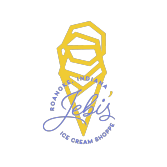 ROANOKE, INDIANA
Jebi's
ICE CREAM SHOPPE